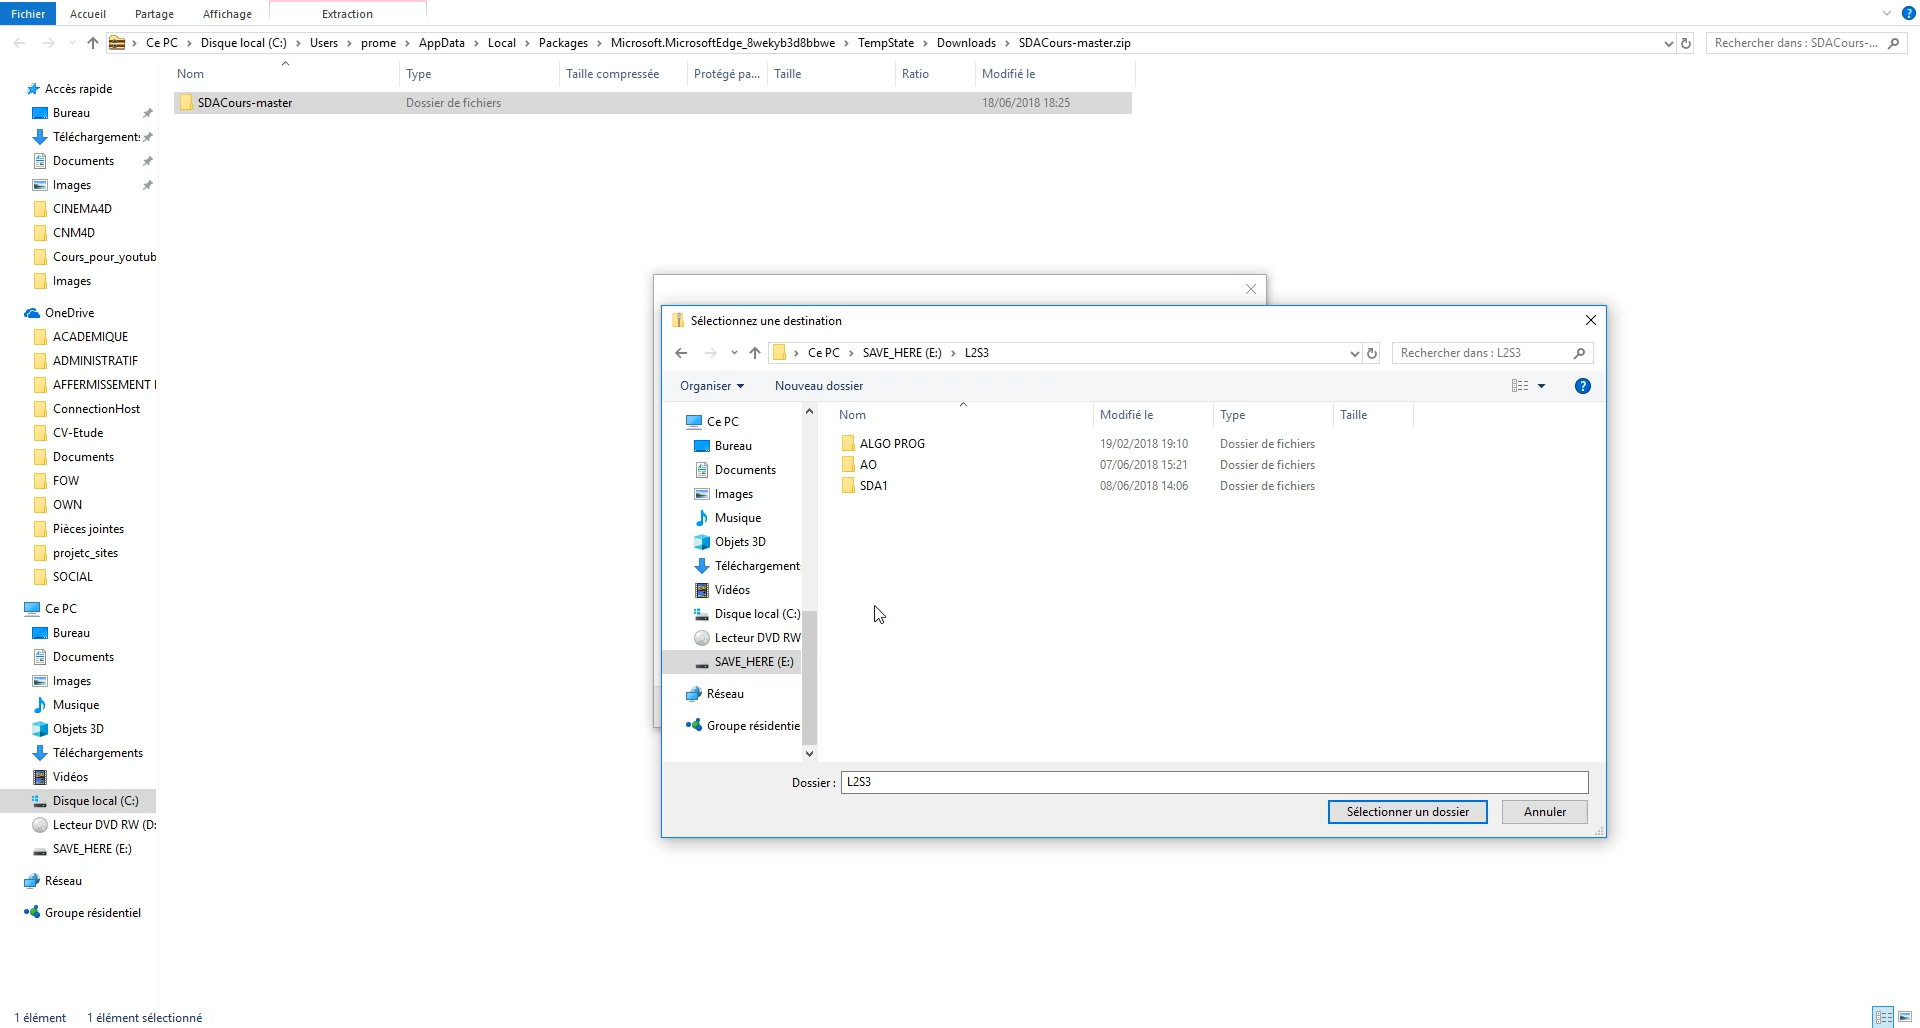 Fichier Accueil Partage Affichage Extraction
Ce PC Disque local (C:) Users prome AppData Local Packages Microsoft.MicrosoftEdge_8wekyb3d8bbwe TempState Downloads SDACours-master.zip Rechercher dans : SDACours-...
Nom Type Taille compressée Protégé pa... Taille Ratio Modifié le
SDACours-master Dossier de fichiers 18/06/2018 18:25
Accès rapide
Bureau
Téléchargements
Documents
Images
CINEMA4D
CNM4D
Cours_pour_youtub
Images
OneDrive
ACADEMIQUE
ADMINISTRATIF
AFFERMISSEMENT
ConnectionHost
CV-Etude
Documents
FOW
OWN
Pièces jointes
projetc_sites
SOCIAL
Ce PC
Bureau
Documents
Images
Musique
Objets 3D
Téléchargements
Vidéos
Disque local (C:)
Lecteur DVD RW (D:
SAVE_HERE (E:)
Réseau
Groupe résidentiel
Sélectionnez une destination
Ce PC SAVE_HERE (E:) L2S3 Rechercher dans : L2S3
Organiser Nouveau dossier
Ce PC
Bureau
Documents
Images
Musique
Objets 3D
Téléchargement
Vidéos
Disque local (C:)
Lecteur DVD RW
SAVE_HERE (E:)
Réseau
Groupe résidentie
Nom Modifié le Type Taille
ALGO PROG 19/02/2018 19:10 Dossier de fichiers
AO 07/06/2018 15:21 Dossier de fichiers
SDA1 08/06/2018 14:06 Dossier de fichiers
Dossier : L2S3
Sélectionner un dossier Annuler
1 élément 1 élément sélectionné